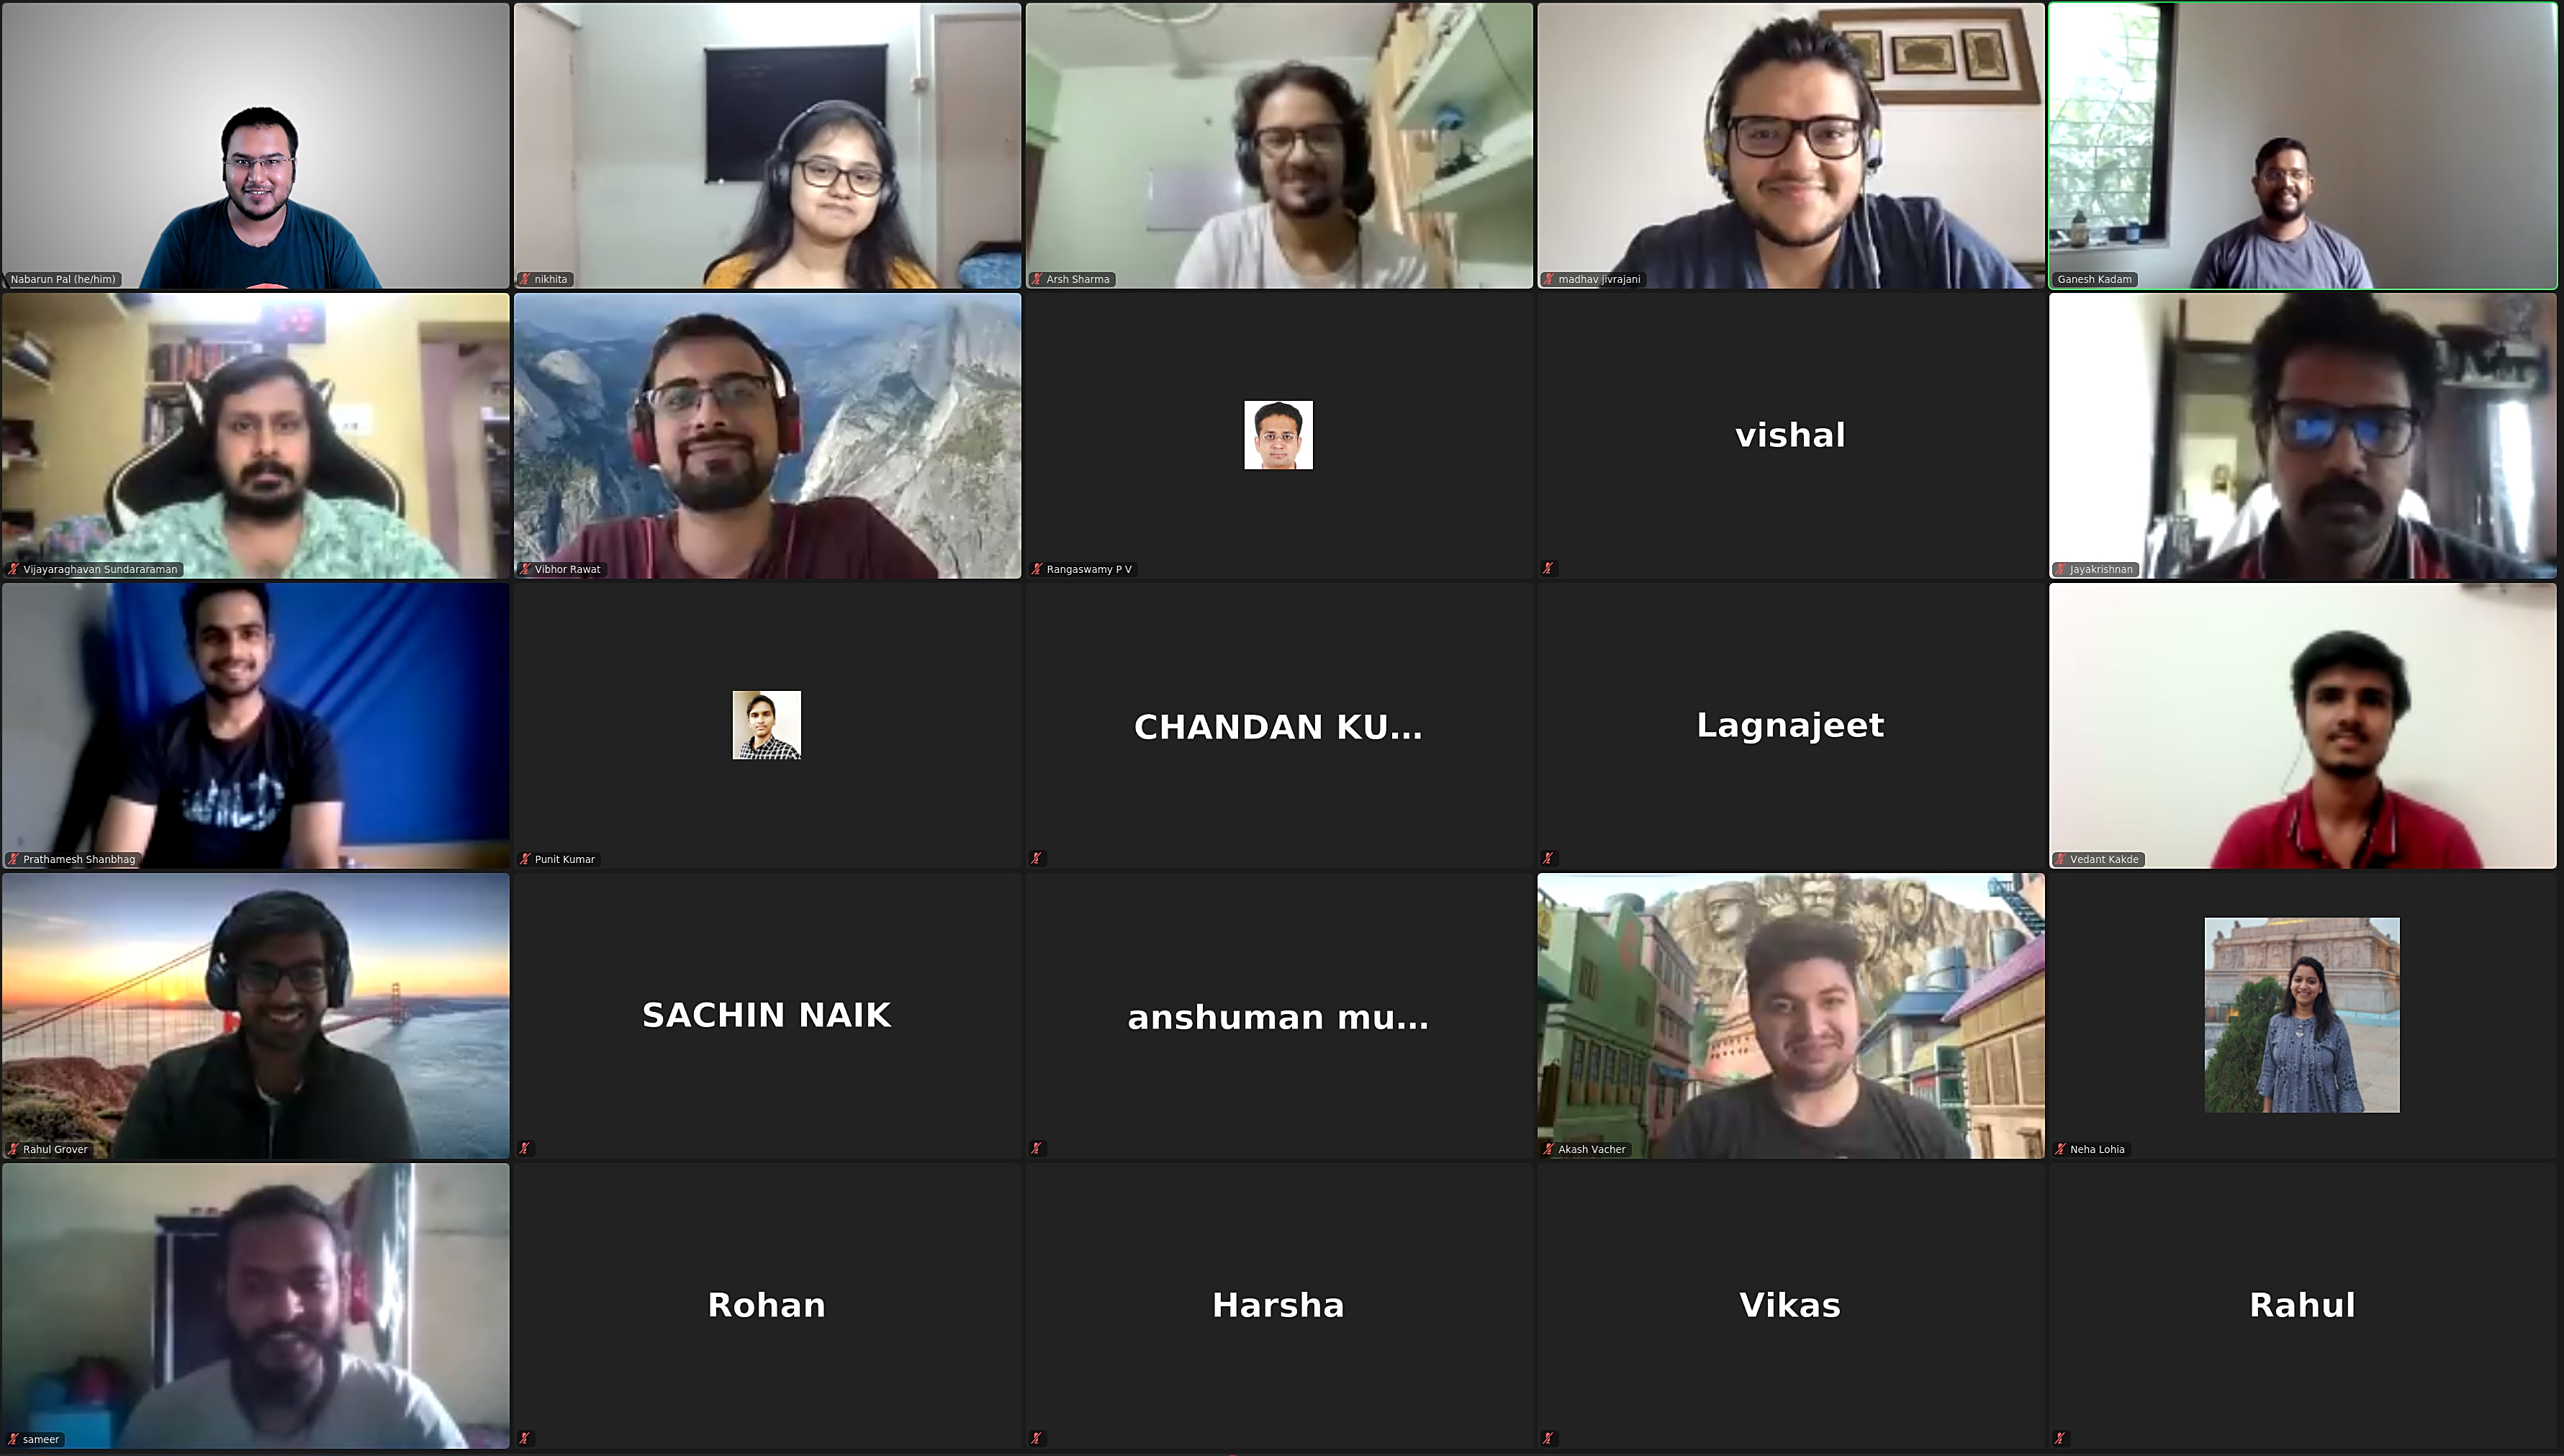 Nabarun Pal (he/him)
nikhita
Arsh Sharma
madhav jivrajani
Ganesh Kadam
Vijayaraghavan Sundararaman
Vibhor Rawat
Rangaswamy P V
vishal
Jayakrishnan
Prathamesh Shanbhag
WILD
Punit Kumar
CHANDAN KU...
Lagnajeet
Vedant Kakde
Rahul Grover
SACHIN NAIK
anshuman mu...
Akash Vacher
Neha Lohia
sameer
Rohan
Harsha
Vikas
Rahul